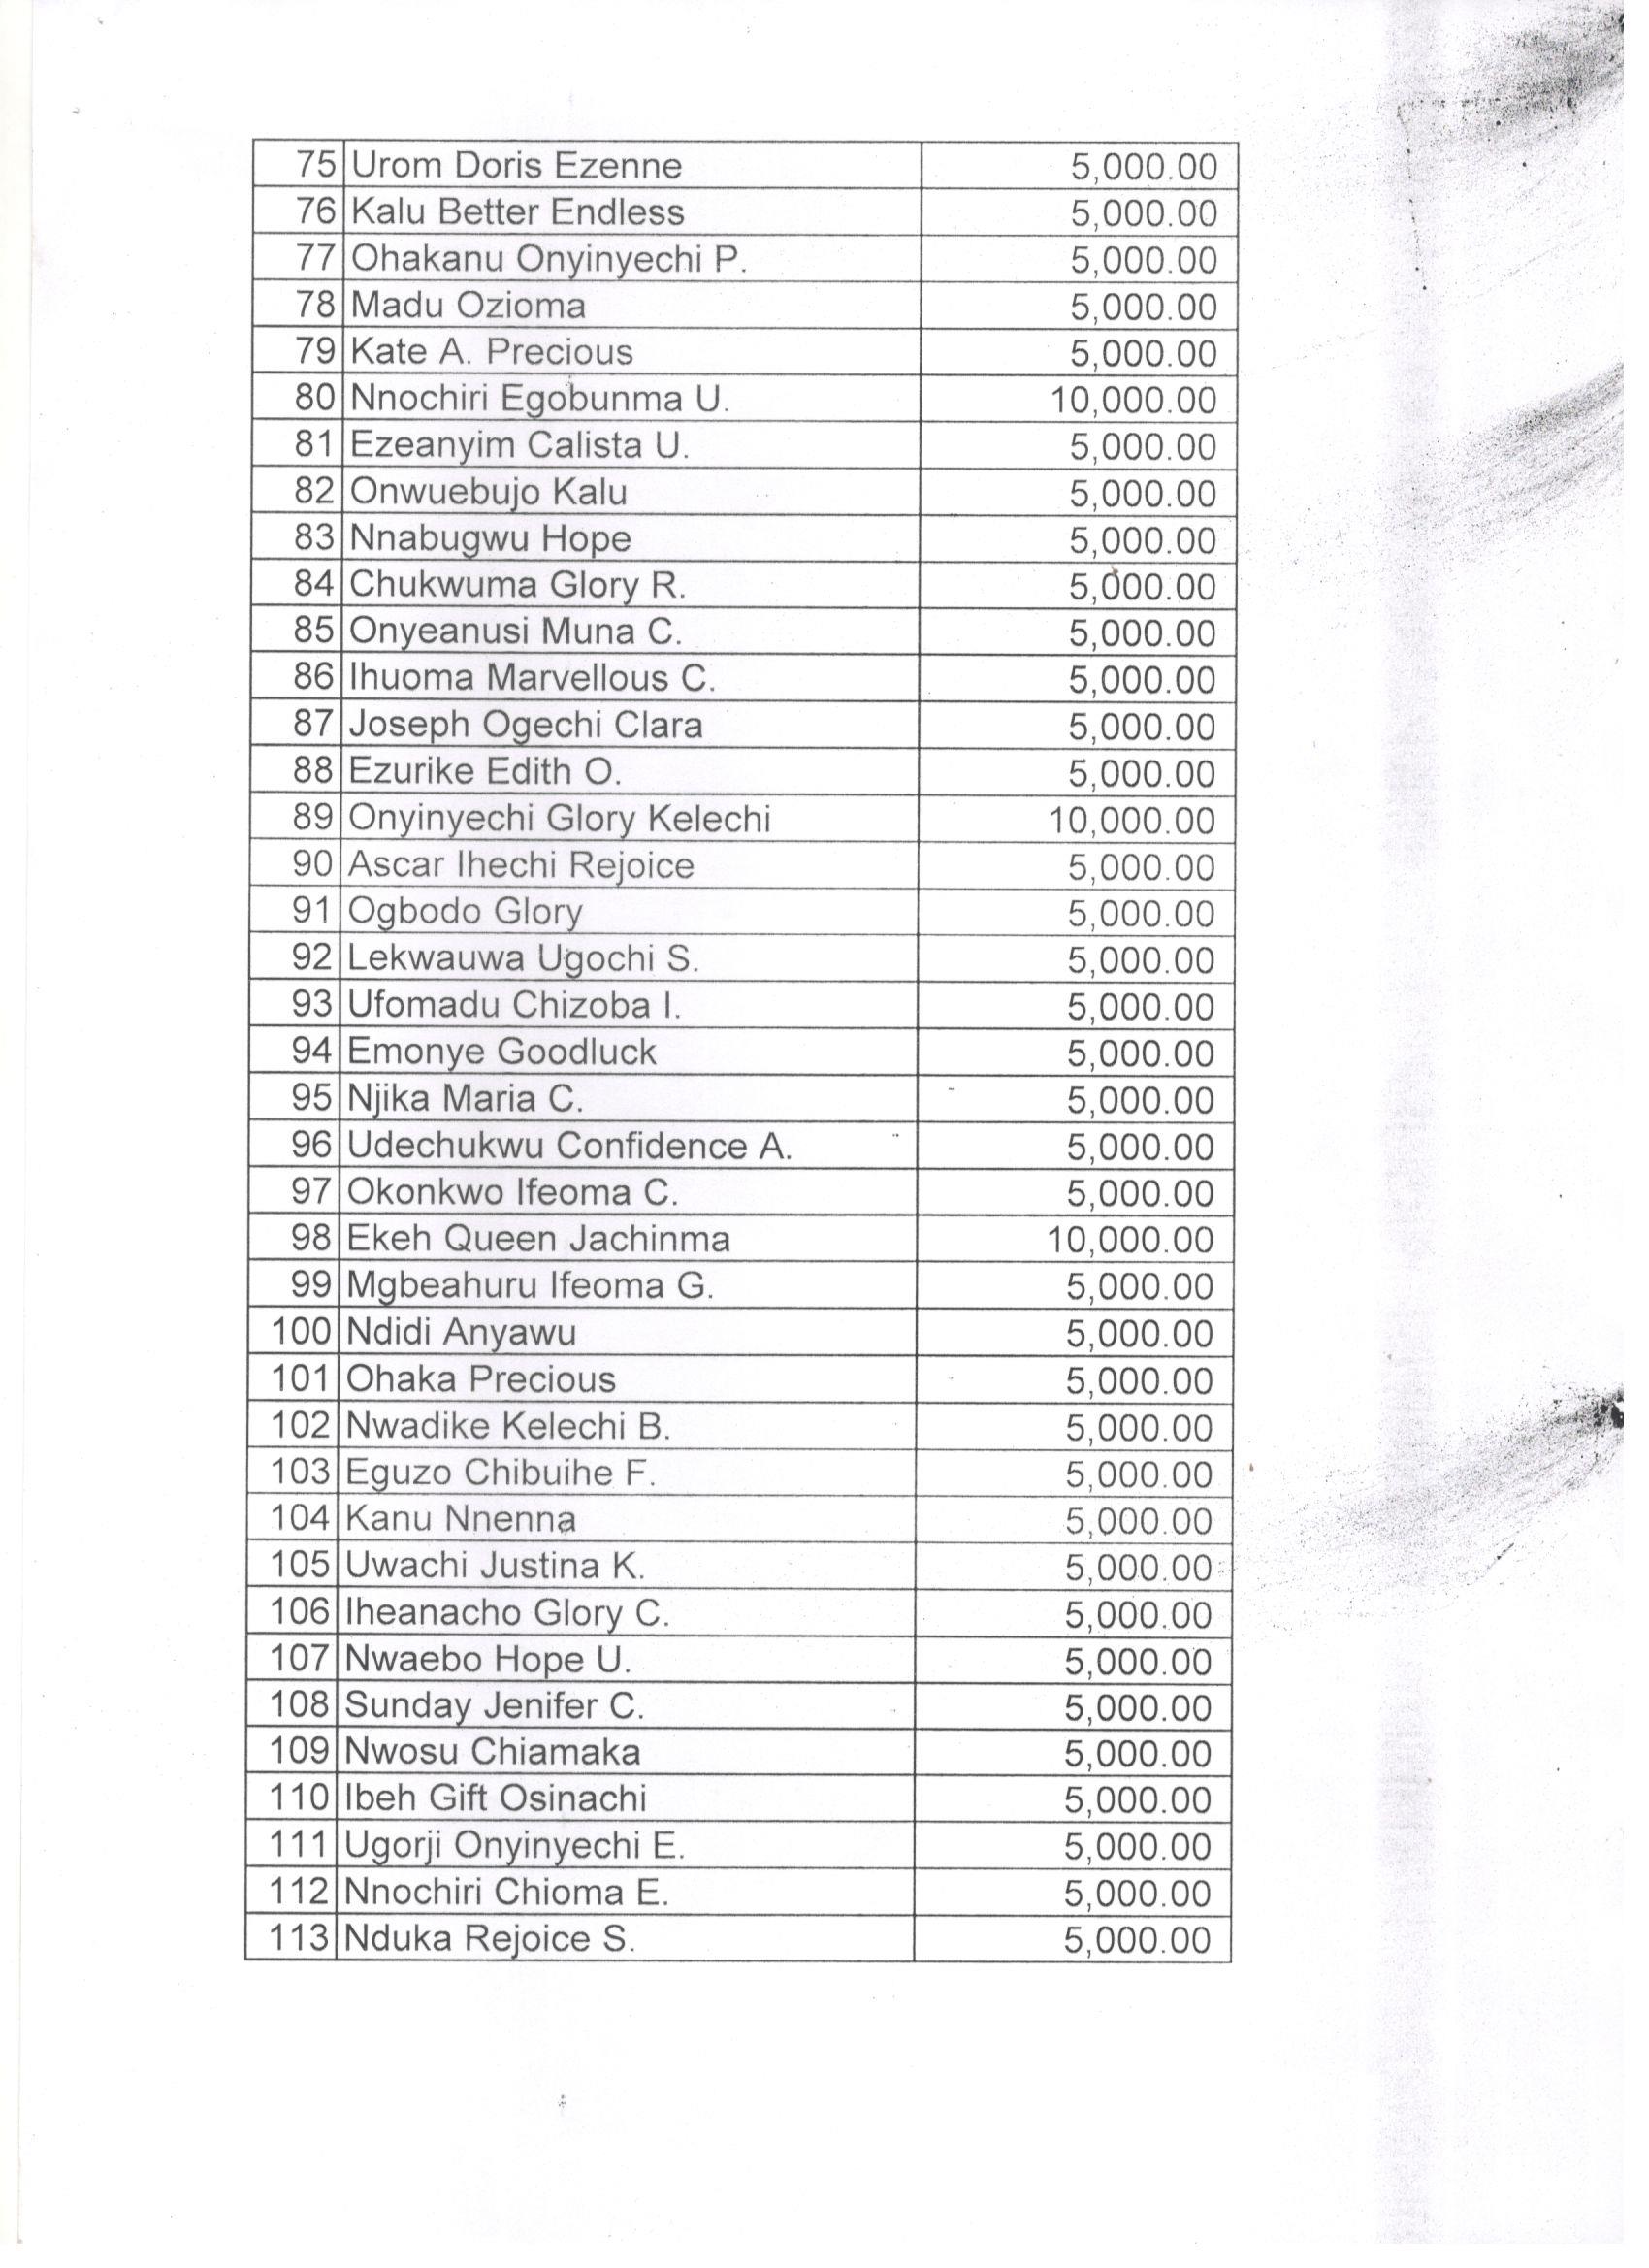 75 Urom Doris Ezenne 5,000.00
76 Kalu Better Endless 5,000.00
77 Ohakanu Onyinyechi P. 5,000.00
78 Madu Ozioma 5,000.00
79 Kate A. Precious 5,000.00
80 Nnochiri Egobunma U. 10,000.00
81 Ezeanyim Calista U. 5,000.00
82 Onwuebujo Kalu 5,000.00
83 Nnabugwu Hope 5,000.00
84 Chukwuma Glory R. 5,000.00
85 Onyeanusi Muna C. 5,000.00
86 Ihuoma Marvellous C. 5,000.00
87 Joseph Ogechi Clara 5,000.00
88 Ezurike Edith O. 5,000.00
89 Onyinyechi Glory Kelechi 10,000.00
90 Ascar Ihechi Rejoice 5,000.00
91 Ogbodo Glory 5,000.00
92 Lekwauwa Ugochi S. 5,000.00
93 Ufomadu Chizoba I. 5,000.00
94 Emonye Goodluck 5,000.00
95 Njika Maria C. 5,000.00
96 Udechukwu Confidence A. 5,000.00
97 Okonkwo Ifeoma C. 5,000.00
98 Ekeh Queen Jachinma 10,000.00
99 Mgbeahuru Ifeoma G. 5,000.00
100 Ndidi Anyawu 5,000.00
101 Ohaka Precious 5,000.00
102 Nwadike Kelechi B. 5,000.00
103 Eguzo Chibuihe F. 5,000.00
104 Kanu Nnenna 5,000.00
105 Uwachi Justina K. 5,000.00
106 Iheanacho Glory C. 5,000.00
107 Nwaebo Hope U. 5,000.00
108 Sunday Jenifer C. 5,000.00
109 Nwosu Chiamaka 5,000.00
110 Ibeh Gift Osinachi 5,000.00
111 Ugorji Onyinyechi E. 5,000.00
112 Nnochiri Chioma E. 5,000.00
113 Nduka Rejoice S. 5,000.00